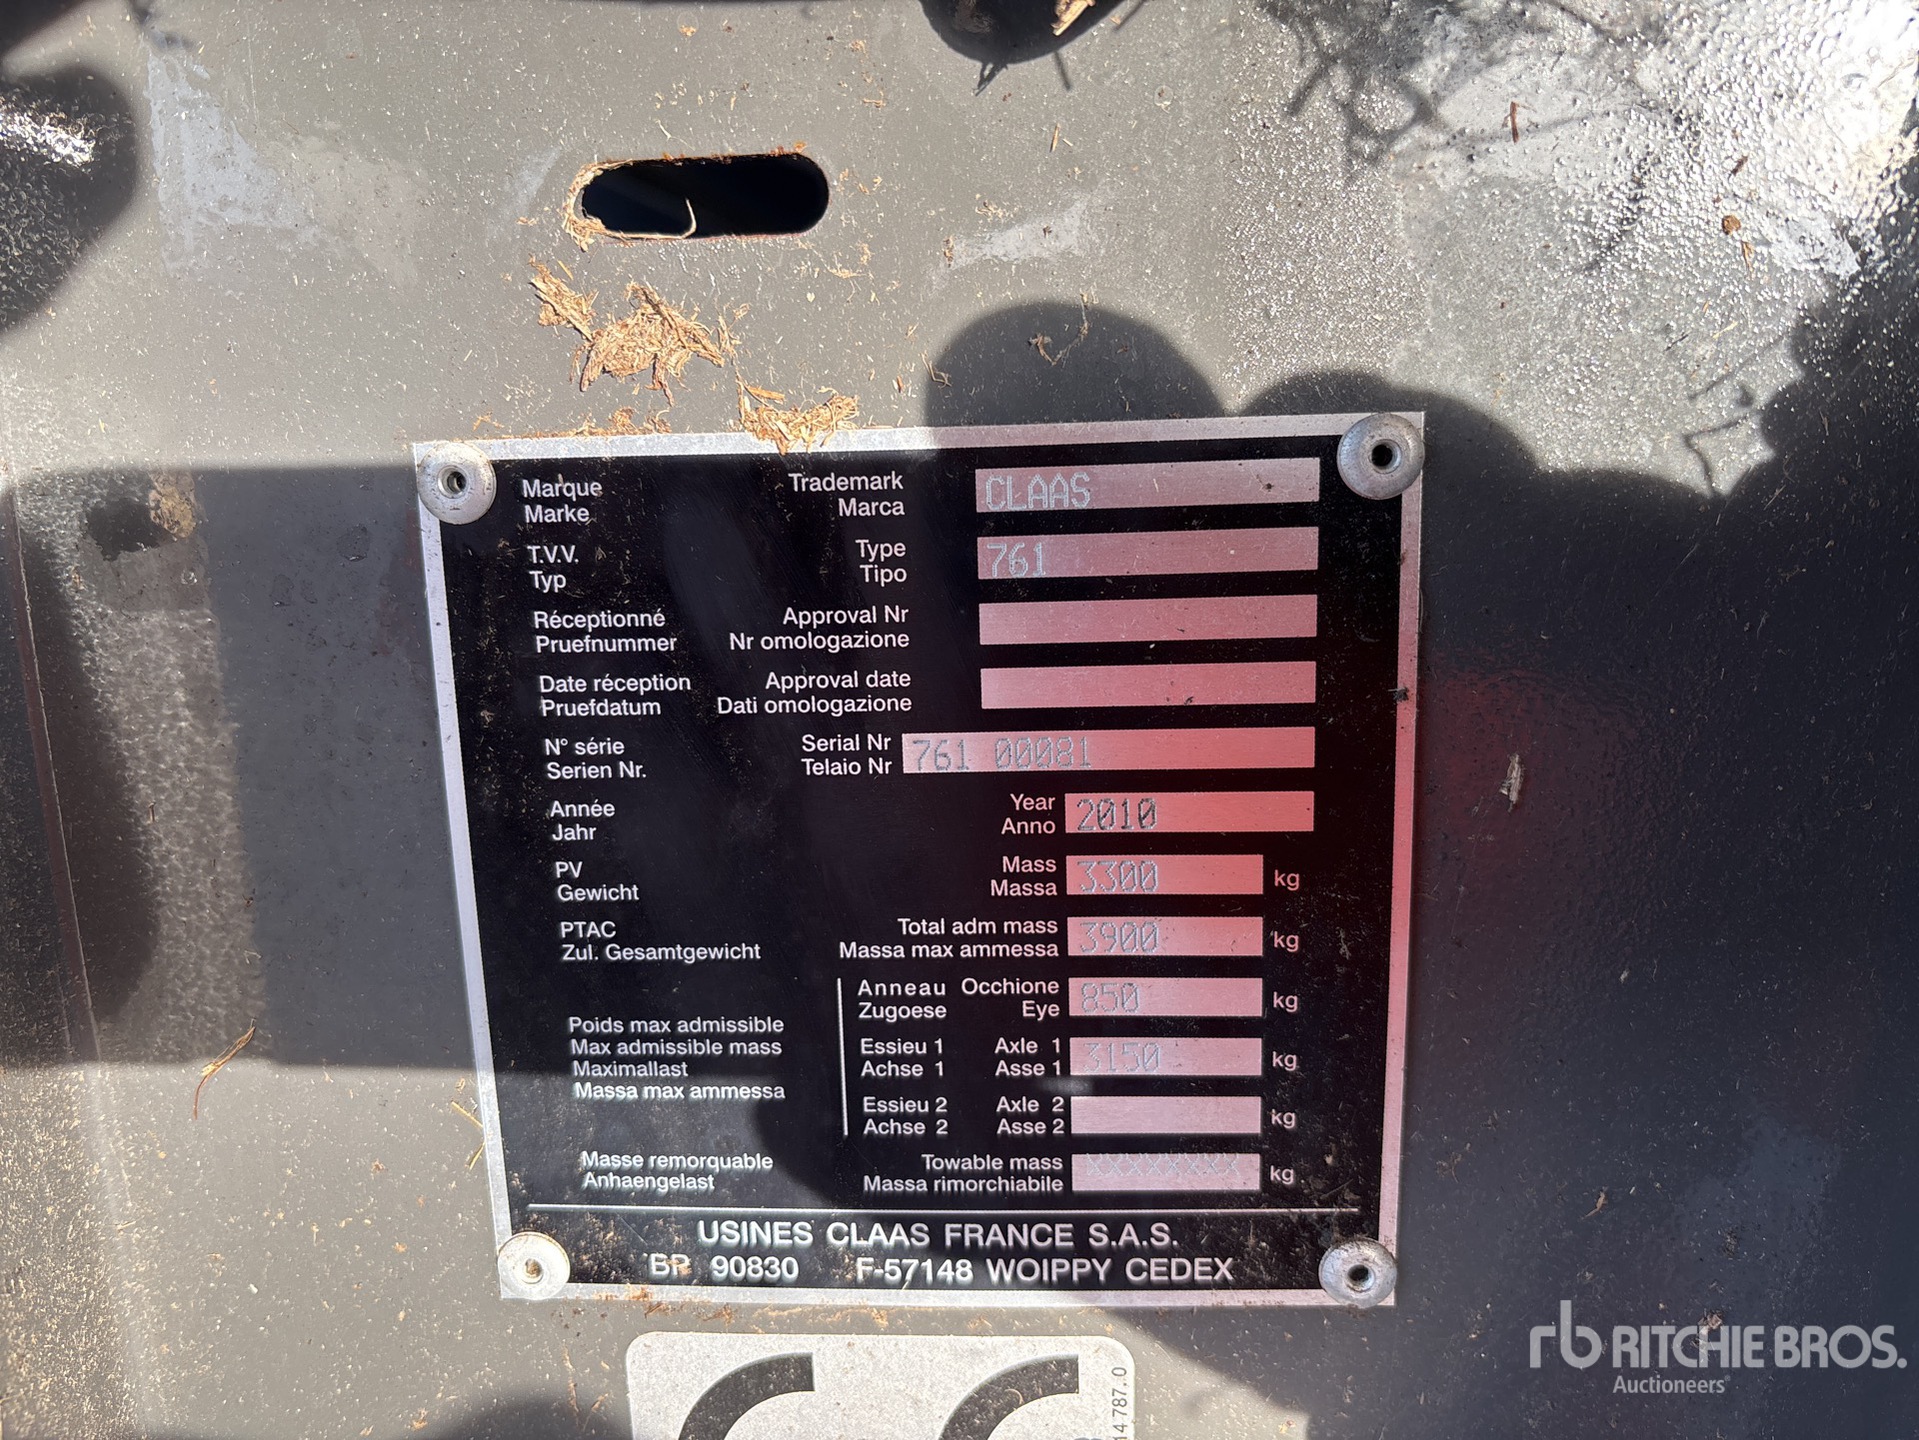 Marque Trademark CLAAS
Marke Marca
T.V.V. Type 761
Typ Tipo
Réceptionné Approval Nr
Pruefnummer Nr omologazione
Date réception Approval date
Pruefdatum Dati omologazione
N° série Serial Nr 761 00081
Serien Nr. Telaio Nr
Année Year 2010
Jahr Anno
PV Mass 3300 kg
Gewicht Massa
PTAC Total adm mass 3900 kg
Zul. Gesamtgewicht Massa max ammessa
Anneau Occhione 850 kg
Zugoese Eye
Poids max admissible
Max admissible mass
Maximallast
Massa max ammessa
Essieu 1 Axle 1 3150 kg
Achse 1 Asse 1
Essieu 2 Axle 2 kg
Achse 2 Asse 2
Masse remorquable Towable mass XXXXXXXX kg
Anhaengelast Massa rimorchiabile
USINES CLAAS FRANCE S.A.S.
BP 90830 F-57148 WOIPPY CEDEX
14 787.0
rb RITCHIE BROS.
Auctioneers